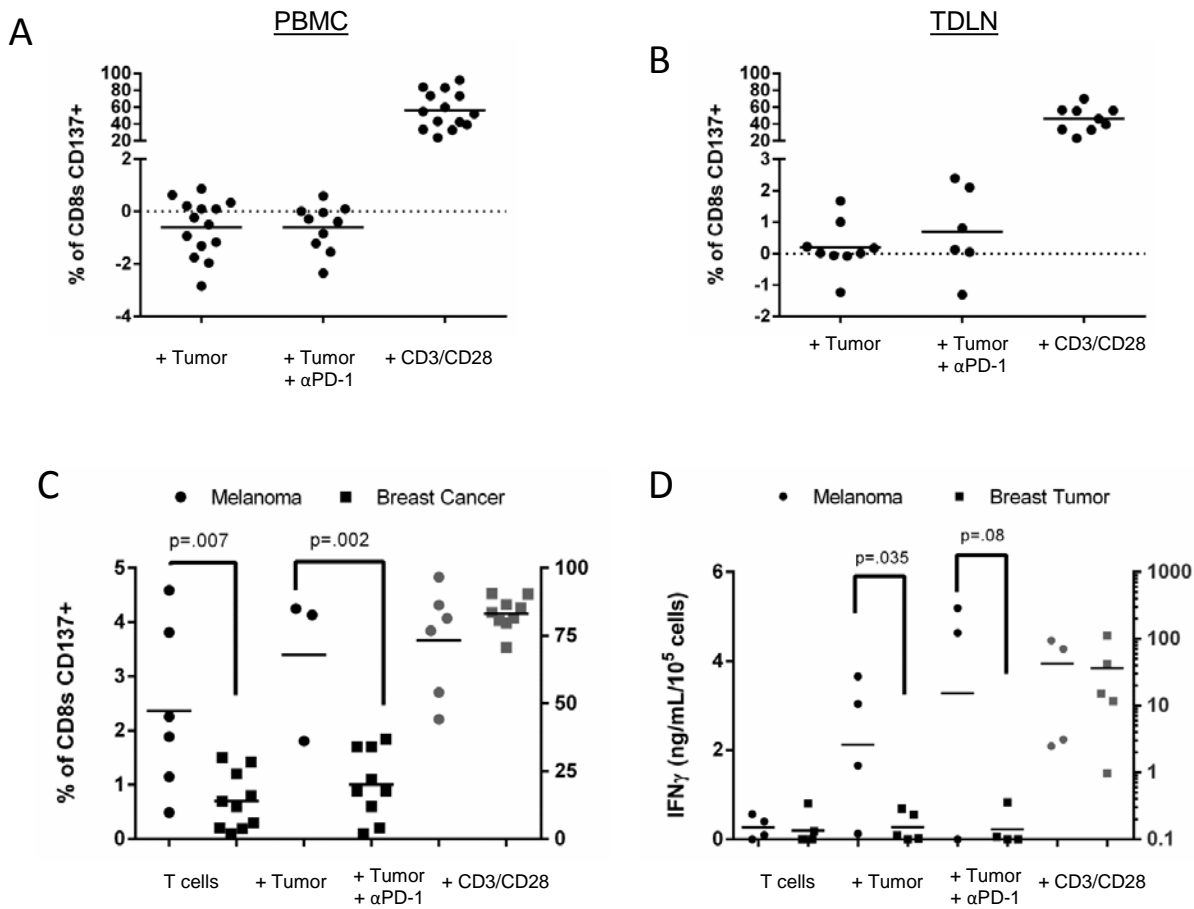 A
PBMC
% of CD8s CD137+
100
80
60
40
20
2
0
-2
-4
+ Tumor
+ Tumor
+ αPD-1
+ CD3/CD28
B
TDLN
% of CD8s CD137+
100
80
60
40
20
3
2
1
0
-1
-2
+ Tumor
+ Tumor
+ αPD-1
+ CD3/CD28
C
Melanoma
Breast Cancer
p=.007
p=.002
% of CD8s CD137+
5
4
3
2
1
0
100
75
50
25
0
T cells
+ Tumor
+ Tumor
+ αPD-1
+ CD3/CD28
D
Melanoma
Breast Tumor
p=.035
p=.08
IFNγ (ng/mL/10⁵ cells)
6
4
2
0
1000
100
10
1
0.1
T cells
+ Tumor
+ Tumor
+ αPD-1
+ CD3/CD28